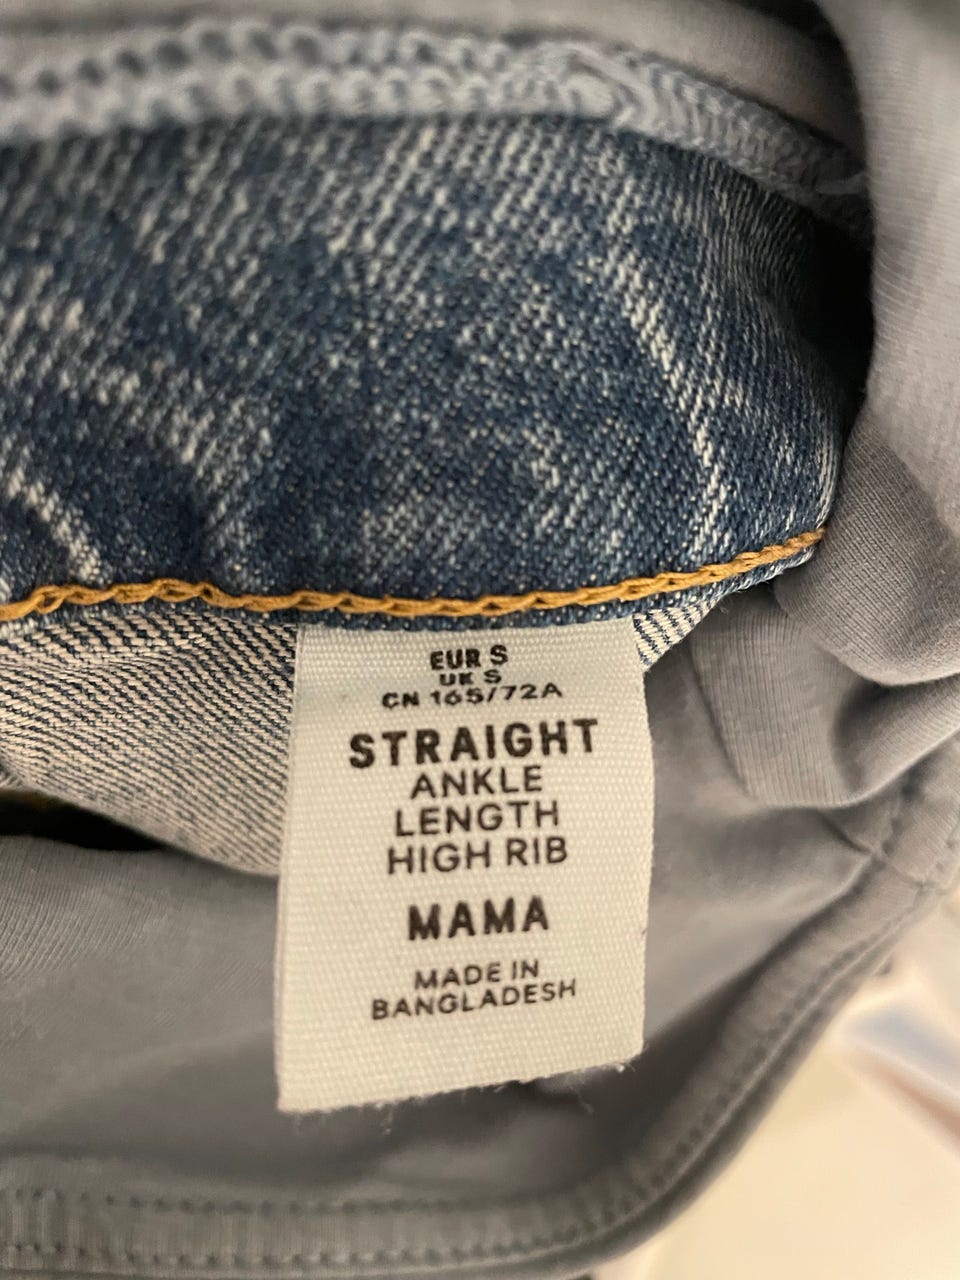 EUR S
UK S
CN 165/72A
STRAIGHT
ANKLE
LENGTH
HIGH RIB
MAMA
MADE IN
BANGLADESH